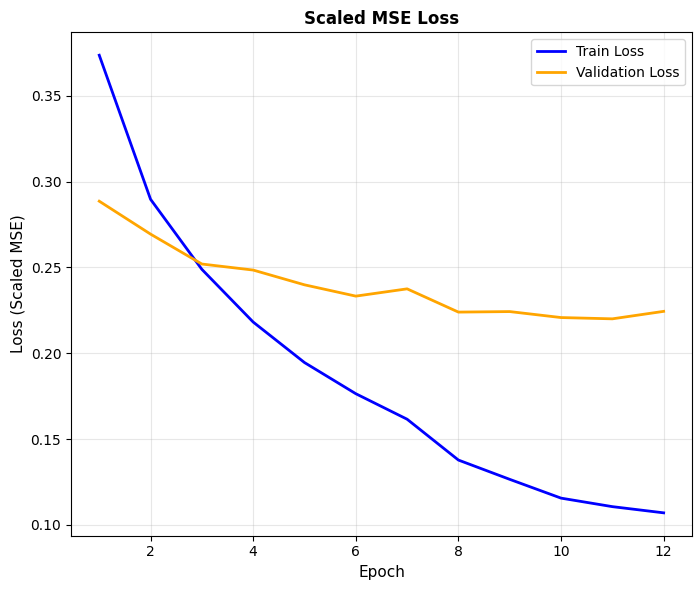 Scaled MSE Loss
Train Loss
Validation Loss
Loss (Scaled MSE)
0.35
0.30
0.25
0.20
0.15
0.10
2 4 6 8 10 12
Epoch